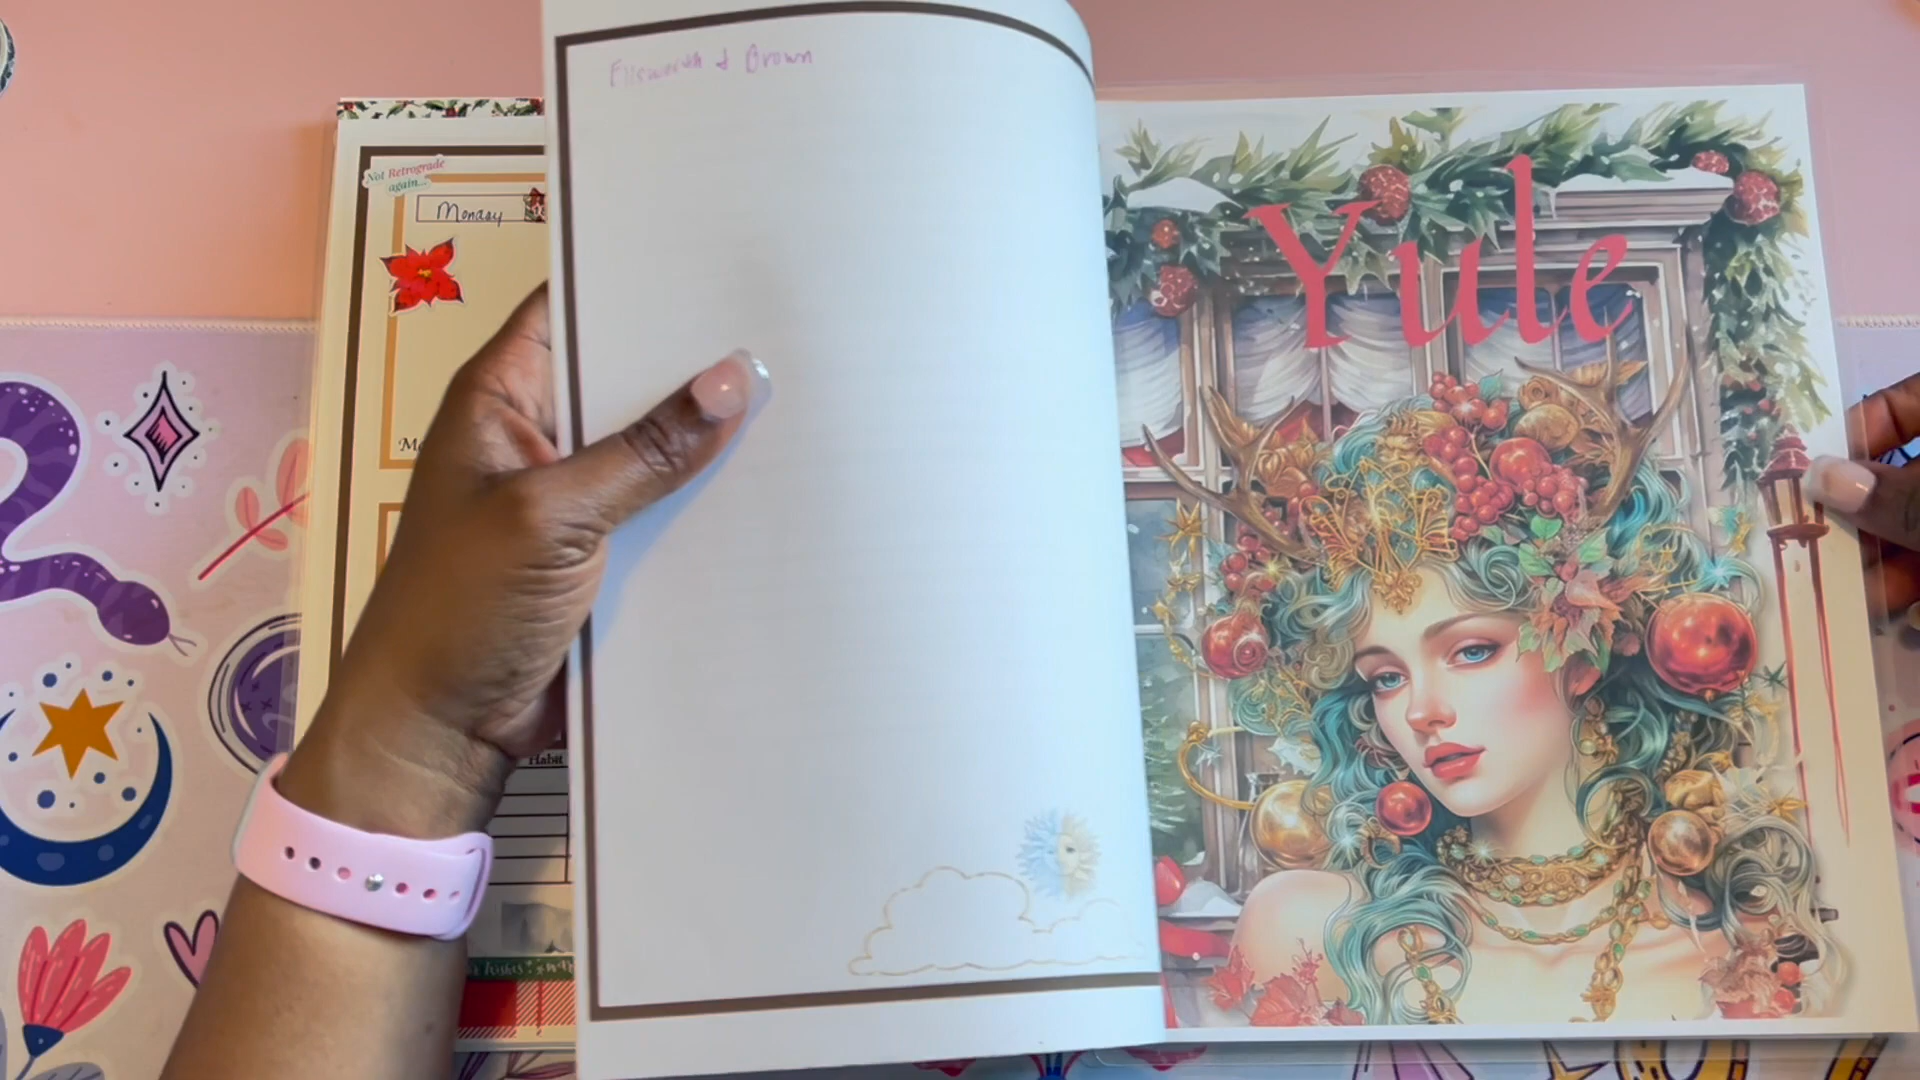 Ellsworth & Brown
Not Retrograde
again...
Monday
Yule
Habit